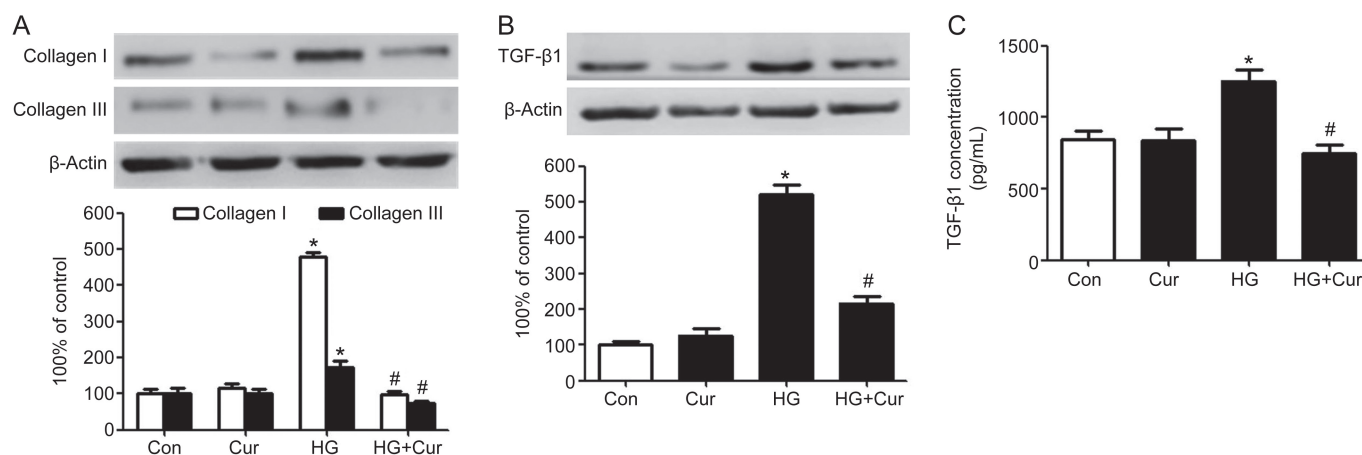 A
Collagen I
Collagen III
β-Actin
600
500
400
300
200
100
0
100% of control
Collagen I
Collagen III
*
*
#
#
Con
Cur
HG
HG+Cur
B
TGF-β1
β-Actin
600
500
400
300
200
100
0
100% of control
*
#
Con
Cur
HG
HG+Cur
C
1500
1000
500
0
TGF-β1 concentration
(pg/mL)
*
#
Con
Cur
HG
HG+Cur